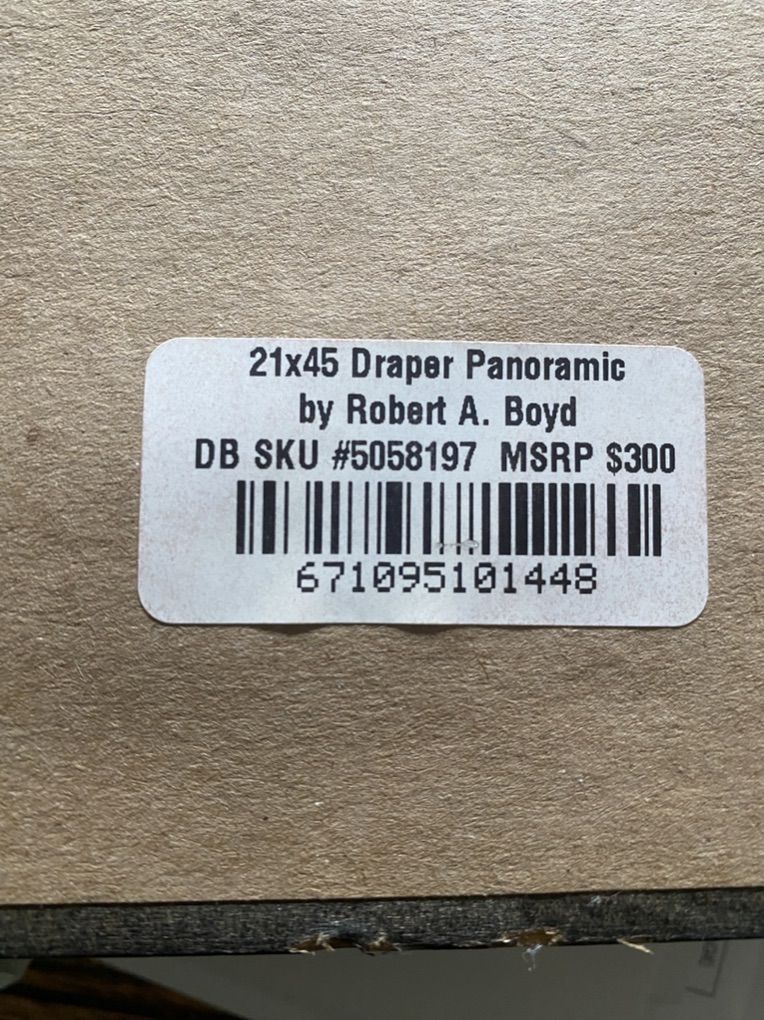 21x45 Draper Panoramic
by Robert A. Boyd
DB SKU #5058197 MSRP $300
671095101448